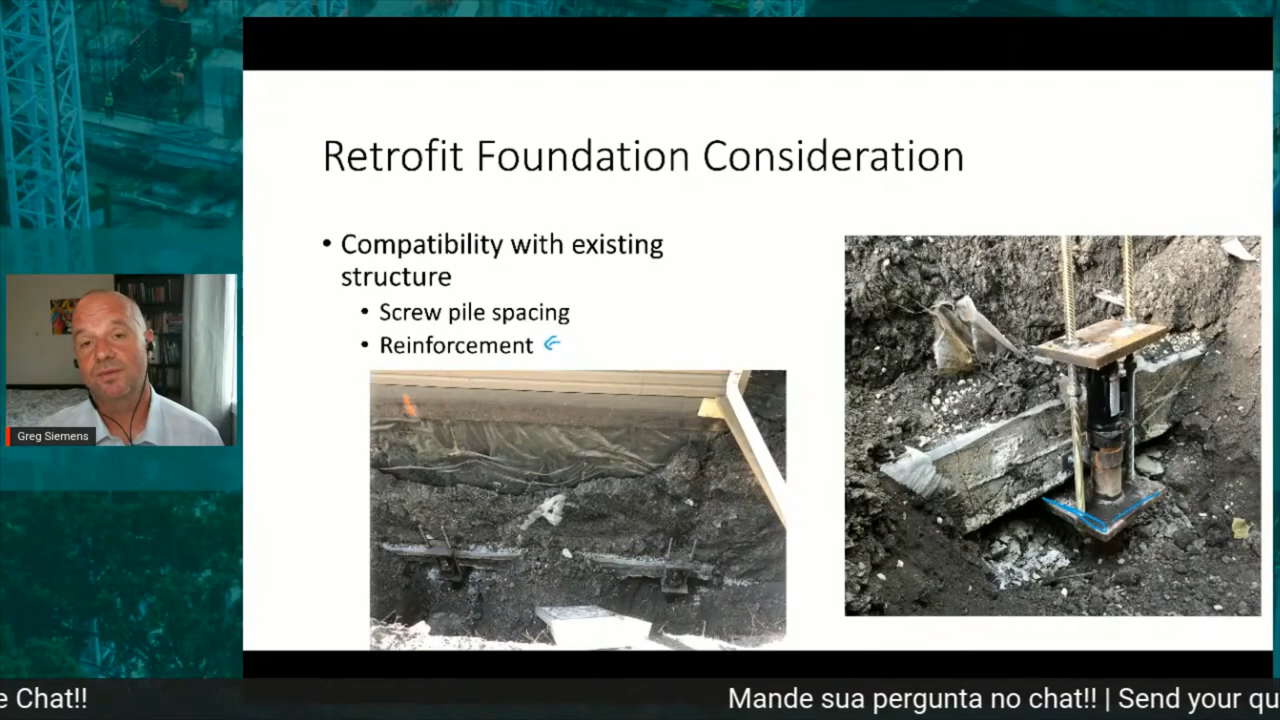 Retrofit Foundation Consideration
• Compatibility with existing
structure
• Screw pile spacing
• Reinforcement
Greg Siemens
e Chat!!
Mande sua pergunta no chat!! | Send your qu